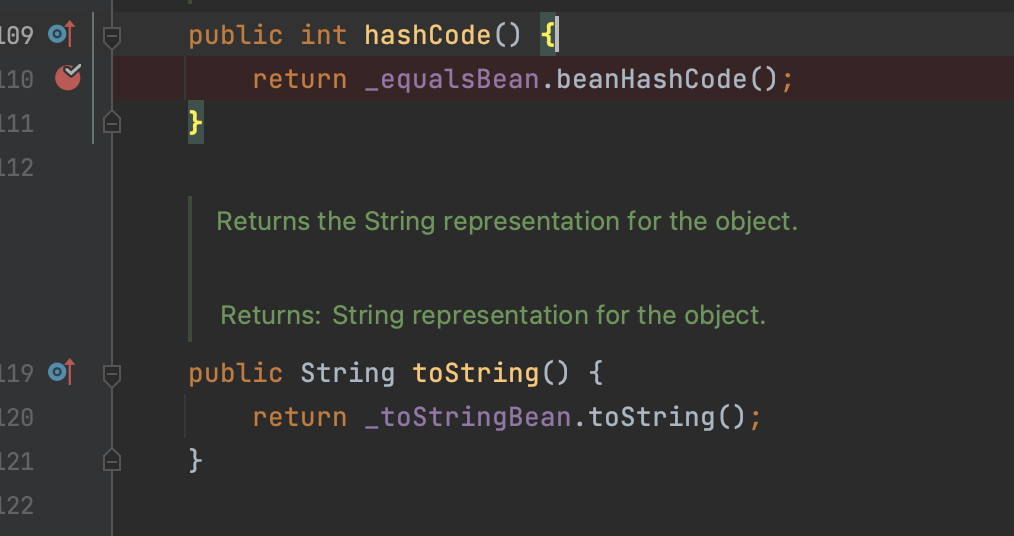 109 public int hashCode() {
110 return _equalsBean.beanHashCode();
111 }
112
Returns the String representation for the object.
Returns: String representation for the object.
119 public String toString() {
120 return _toStringBean.toString();
121 }
122